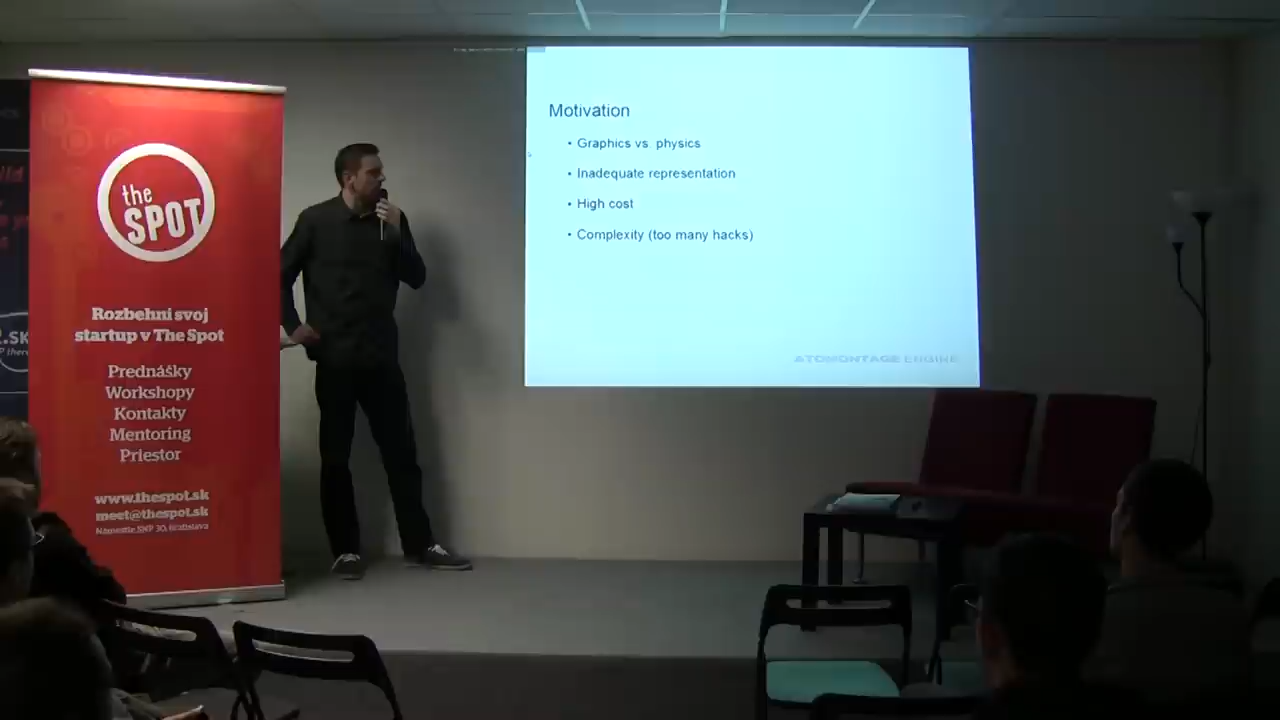 the
SPOT
Rozbehni svoj
startup v The Spot
Prednášky
Workshopy
Kontakty
Mentoring
Priestor
www.thespot.sk
meet@thespot.sk
Námestie SNP 30, Bratislava
Motivation
• Graphics vs. physics
• Inadequate representation
• High cost
• Complexity (too many hacks)
ATOMONTAGE ENGINE